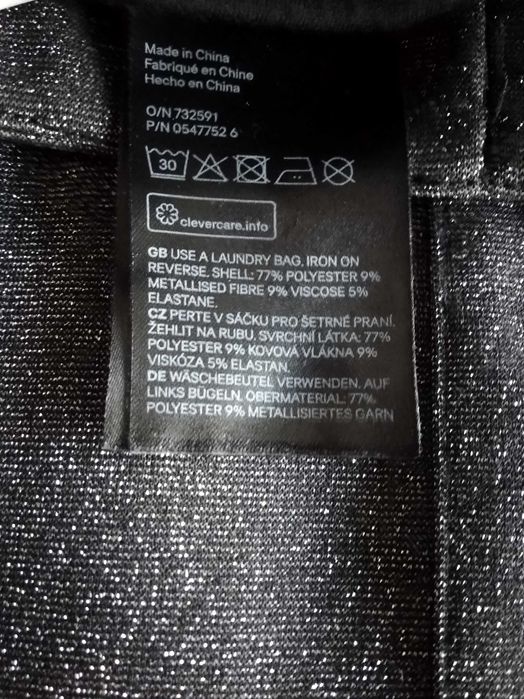 Made in China
Fabriqué en Chine
Hecho en China
O/N 732591
P/N 0547752 6
30
clevercare.info
GB USE A LAUNDRY BAG. IRON ON
REVERSE. SHELL: 77% POLYESTER 9%
METALLISED FIBRE 9% VISCOSE 5%
ELASTANE.
CZ PERTE V SÁČKU PRO ŠETRNÉ PRANÍ.
ŽEHLIT NA RUBU. SVRCHNÍ LÁTKA: 77%
POLYESTER 9% KOVOVÁ VLÁKNA 9%
VISKÓZA 5% ELASTAN.
DE WÄSCHEBEUTEL VERWENDEN. AUF
LINKS BÜGELN. OBERMATERIAL: 77%
POLYESTER 9% METALLISIERTES GARN